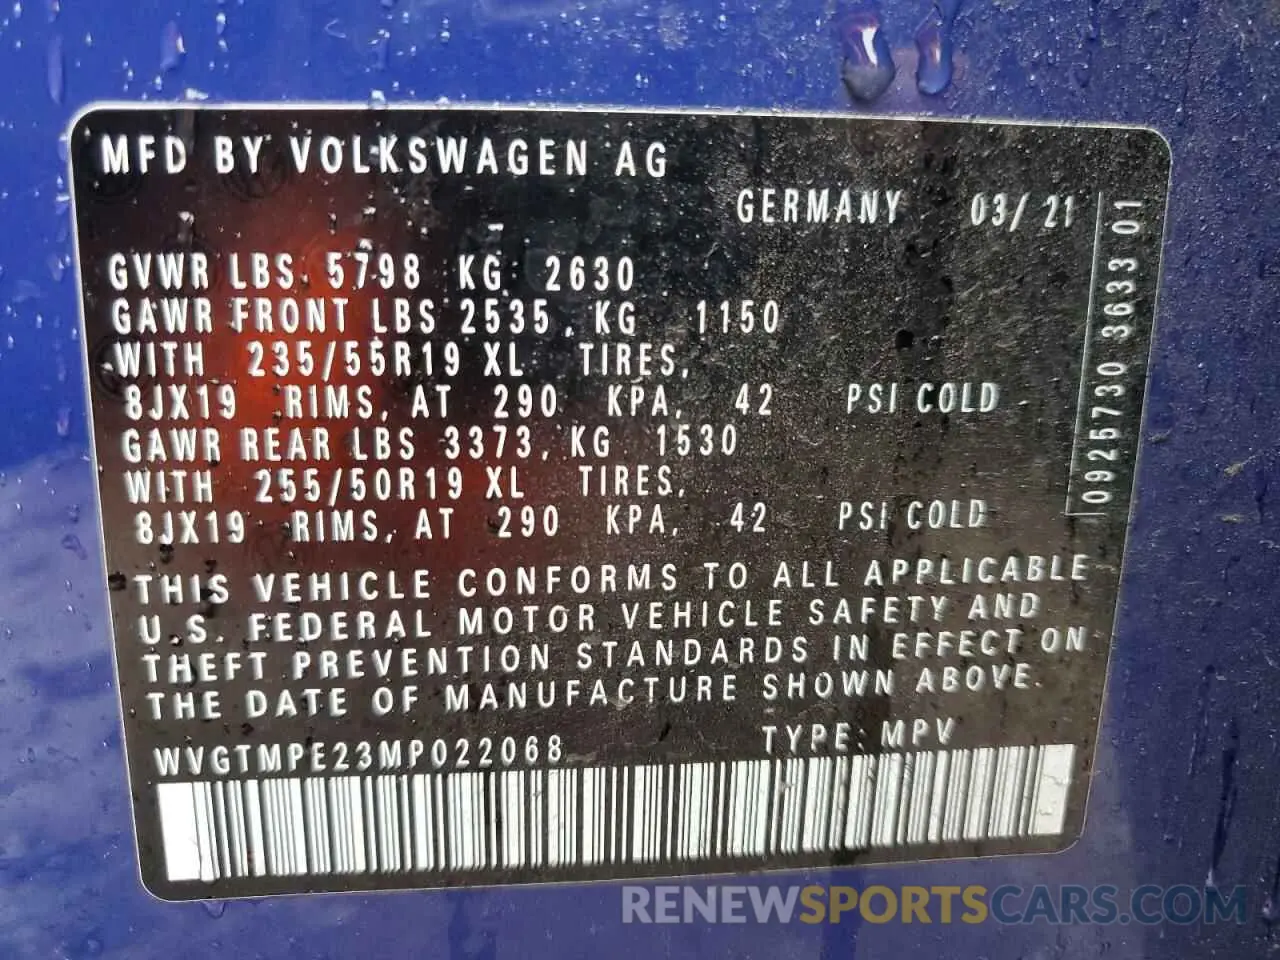 MFD BY VOLKSWAGEN AG
GERMANY 03/ 21
GVWR LBS. 5798 KG: 2630
GAWR FRONT LBS 2535, KG 1150
WITH 235/55R19 XL TIRES,
8JX19 RIMS, AT 290 KPA, 42 PSI COLD
GAWR REAR LBS 3373, KG 1530
WITH 255/50R19 XL TIRES,
8JX19 RIMS, AT 290 KPA, 42 PSI COLD
THIS VEHICLE CONFORMS TO ALL APPLICABLE
U.S. FEDERAL MOTOR VEHICLE SAFETY AND
THEFT PREVENTION STANDARDS IN EFFECT ON
THE DATE OF MANUFACTURE SHOWN ABOVE.
WVGTMPE23MP022068 TYPE: MPV
0925730 3633 01
RENEWSPORTSCARS.COM